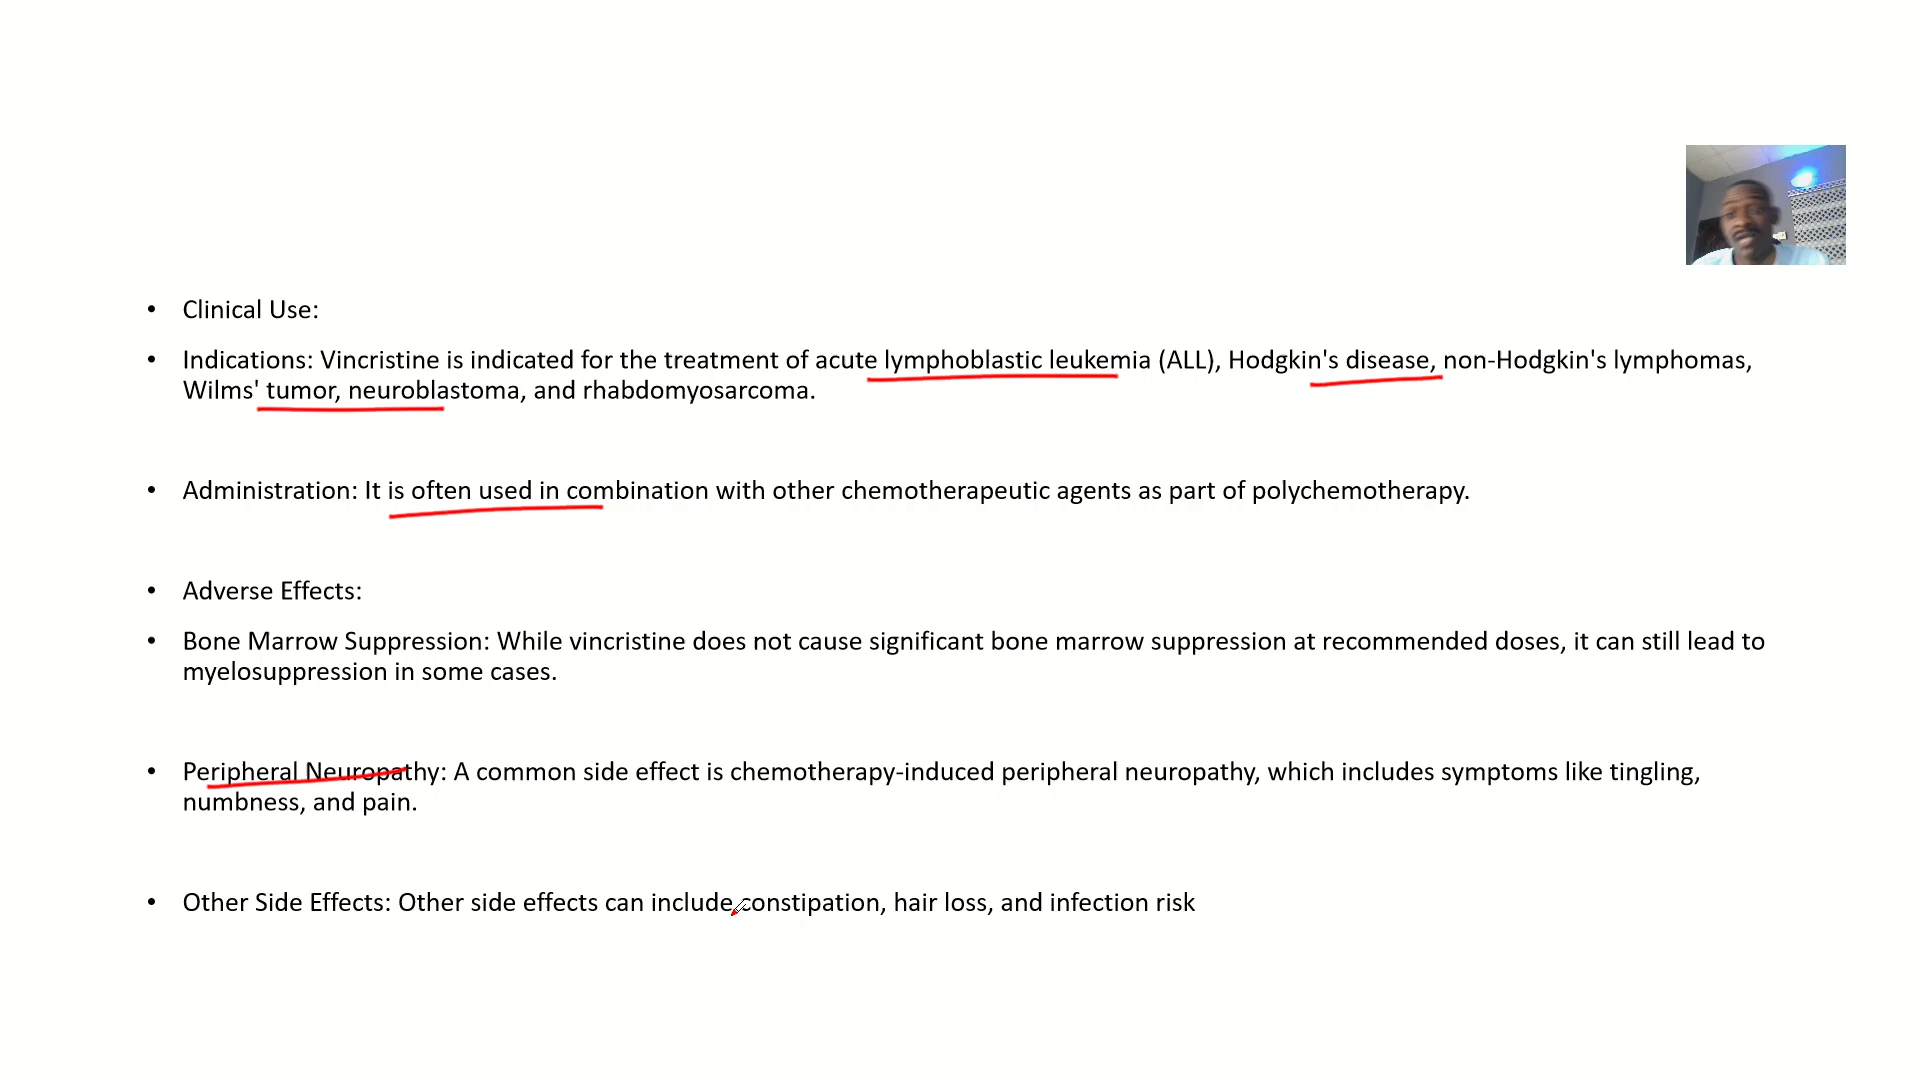 • Clinical Use:
• Indications: Vincristine is indicated for the treatment of acute lymphoblastic leukemia (ALL), Hodgkin's disease, non-Hodgkin's lymphomas,
Wilms' tumor, neuroblastoma, and rhabdomyosarcoma.
• Administration: It is often used in combination with other chemotherapeutic agents as part of polychemotherapy.
• Adverse Effects:
• Bone Marrow Suppression: While vincristine does not cause significant bone marrow suppression at recommended doses, it can still lead to
myelosuppression in some cases.
• Peripheral Neuropathy: A common side effect is chemotherapy-induced peripheral neuropathy, which includes symptoms like tingling,
numbness, and pain.
• Other Side Effects: Other side effects can include constipation, hair loss, and infection risk